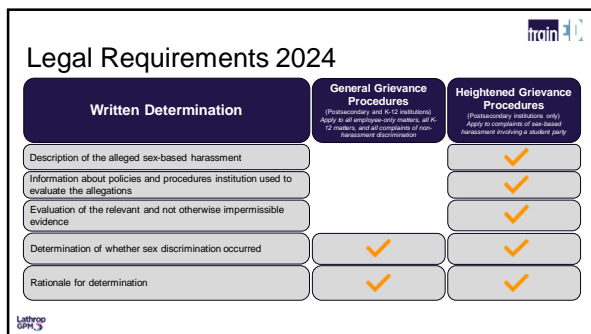 trainED
Legal Requirements 2024
Written Determination
General Grievance
Procedures
(Postsecondary and K-12 institutions)
Apply to all employee-only matters, all K-
12 matters, and all complaints of non-
harassment discrimination
Heightened Grievance
Procedures
(Postsecondary institutions only)
Apply to complaints of sex-based
harassment involving a student party
Description of the alleged sex-based harassment
Information about policies and procedures institution used to
evaluate the allegations
Evaluation of the relevant and not otherwise impermissible
evidence
Determination of whether sex discrimination occurred
Rationale for determination
Lathrop
GPM